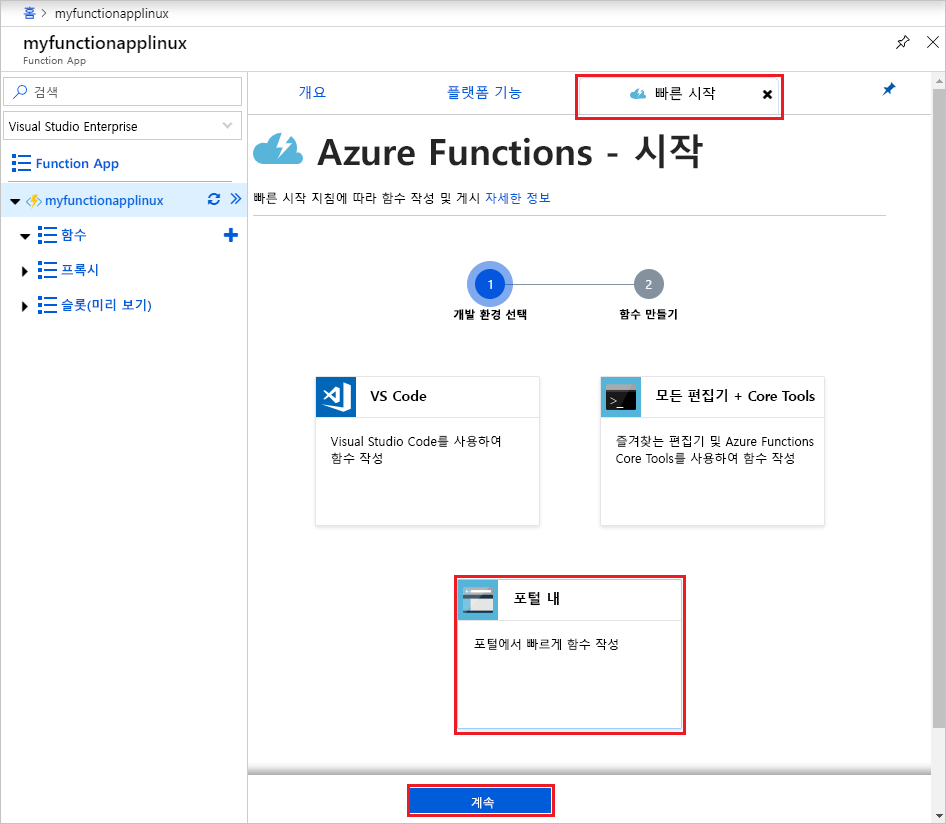 홈 > myfunctionapplinux
myfunctionapplinux
Function App
검색
Visual Studio Enterprise
Function App
myfunctionapplinux
함수
프록시
슬롯(미리 보기)
개요
플랫폼 기능
빠른 시작
Azure Functions - 시작
빠른 시작 지침에 따라 함수 작성 및 게시 자세한 정보
1
개발 환경 선택
2
함수 만들기
VS Code
Visual Studio Code를 사용하여
함수 작성
모든 편집기 + Core Tools
즐겨찾는 편집기 및 Azure Functions
Core Tools를 사용하여 함수 작성
포털 내
포털에서 빠르게 함수 작성
계속